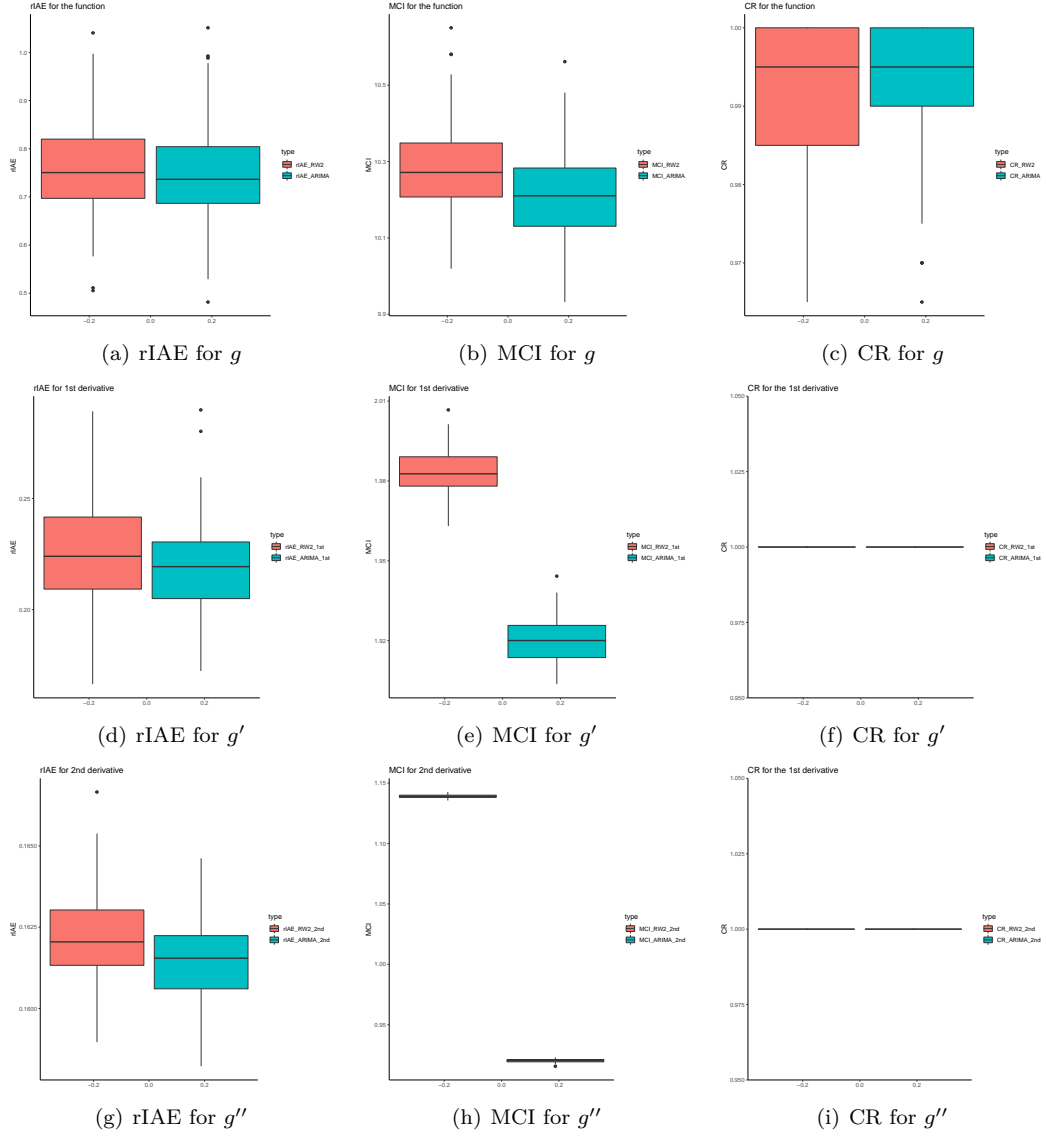 rIAE for the function
rIAE
1.0
0.9
0.8
0.7
0.6
0.5
−0.2 0.0 0.2
type
rIAE_RW2
rIAE_ARIMA
(a) rIAE for g
MCI for the function
MCI
10.5
10.3
10.1
9.9
−0.2 0.0 0.2
type
MCI_RW2
MCI_ARIMA
(b) MCI for g
CR for the function
CR
1.00
0.99
0.98
0.97
−0.2 0.0 0.2
type
CR_RW2
CR_ARIMA
(c) CR for g
rIAE for 1st derivative
rIAE
0.25
0.20
−0.2 0.0 0.2
type
rIAE_RW2_1st
rIAE_ARIMA_1st
(d) rIAE for g′
MCI for 1st derivative
MCI
2.01
1.98
1.95
1.92
−0.2 0.0 0.2
type
MCI_RW2_1st
MCI_ARIMA_1st
(e) MCI for g′
CR for the 1st derivative
CR
1.050
1.025
1.000
0.975
0.950
−0.2 0.0 0.2
type
CR_RW2_1st
CR_ARIMA_1st
(f) CR for g′
rIAE for 2nd derivative
rIAE
0.1650
0.1625
0.1600
−0.2 0.0 0.2
type
rIAE_RW2_2nd
rIAE_ARIMA_2nd
(g) rIAE for g′′
MCI for 2nd derivative
MCI
1.15
1.10
1.05
1.00
0.95
−0.2 0.0 0.2
type
MCI_RW2_2nd
MCI_ARIMA_2nd
(h) MCI for g′′
CR for the 1st derivative
CR
1.050
1.025
1.000
0.975
0.950
−0.2 0.0 0.2
type
CR_RW2_2nd
CR_ARIMA_2nd
(i) CR for g′′